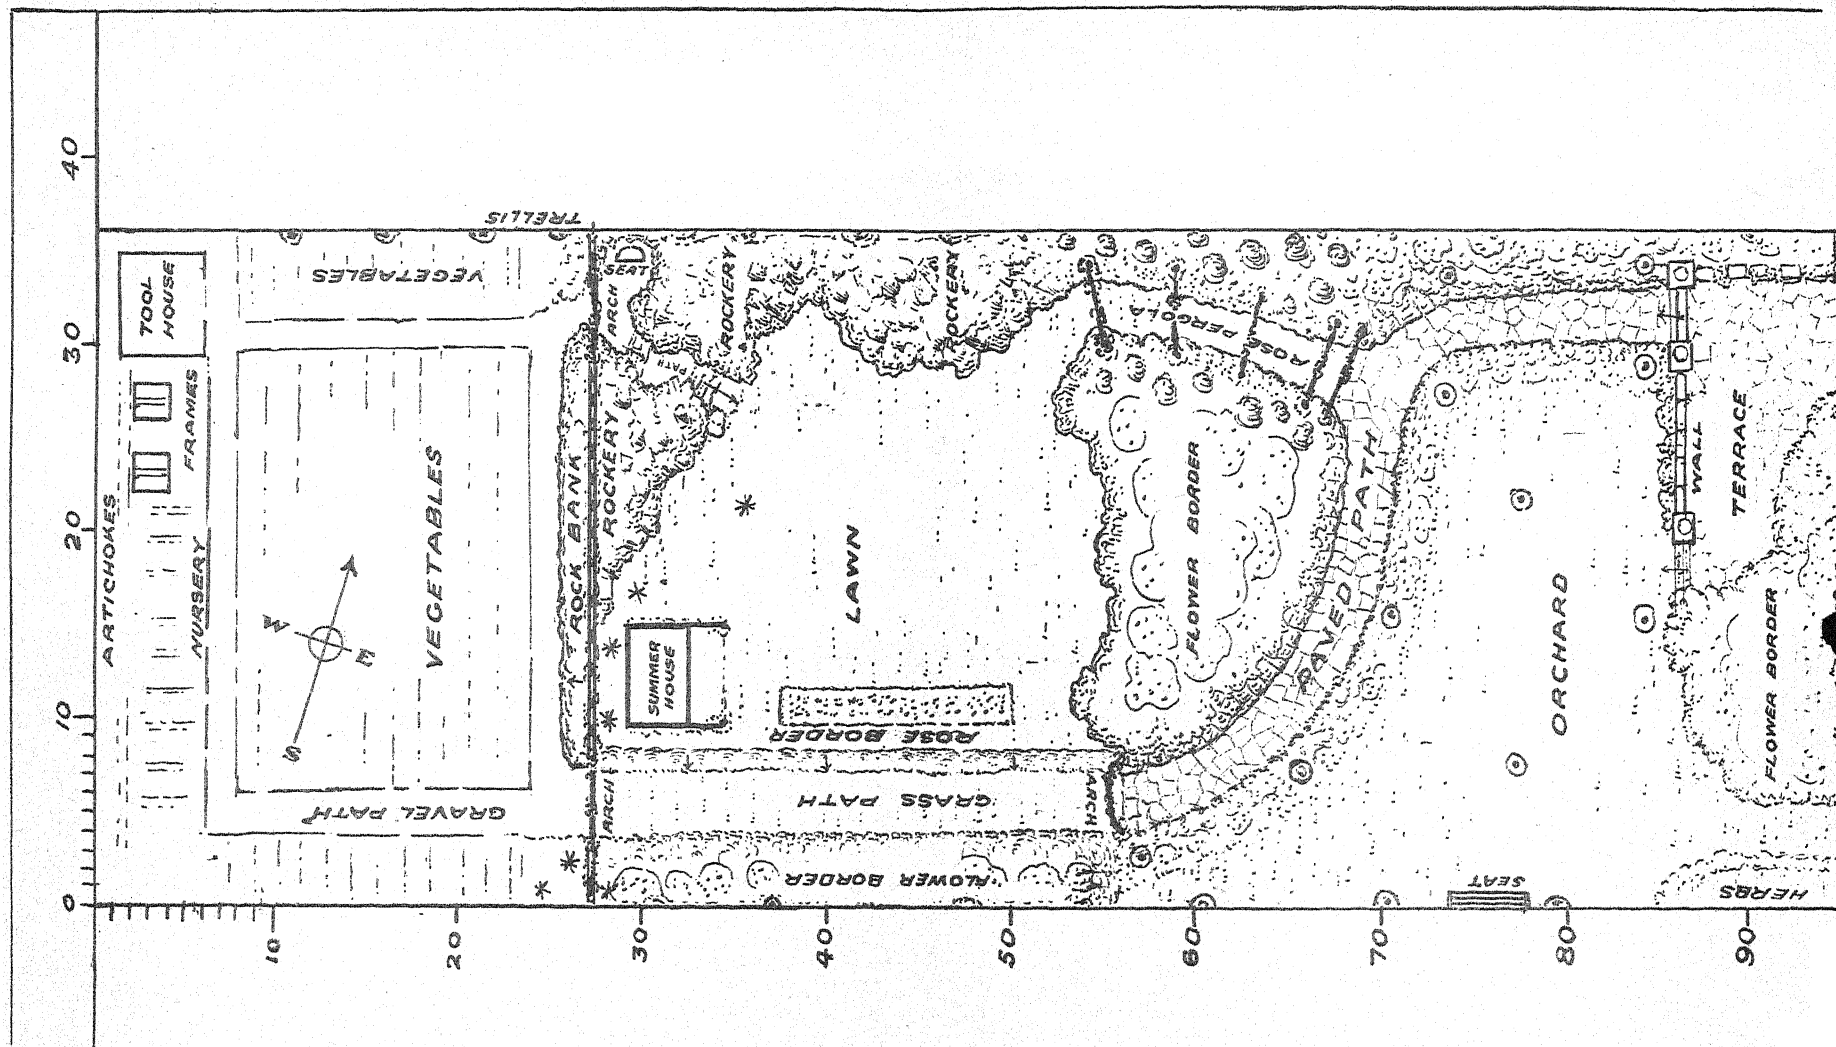 40
30
20
10
0
10
20
30
40
50
60
70
80
90
TRELLIS
TOOL
HOUSE
VEGETABLES
SEAT
ARCH
ROCKERY
ROCKERY
ROSE
PERGOLA
FRAMES
ARTICHOKES
NURSERY
VEGETABLES
W
E
S
ROCK BANK
ROCKERY
PATH
LAWN
SUMMER
HOUSE
ROSE BORDER
FLOWER BORDER
PAVED PATH
WALL
TERRACE
ORCHARD
FLOWER BORDER
GRAVEL PATH
ARCH
GRASS PATH
ARCH
FLOWER BORDER
SEAT
HERBS